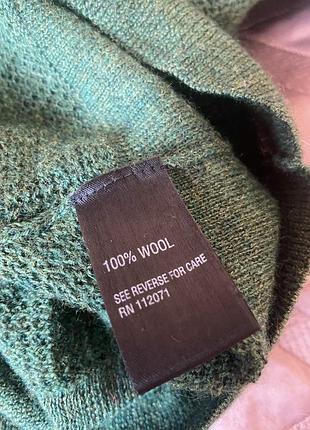 100% WOOL
SEE REVERSE FOR CARE
RN 112071